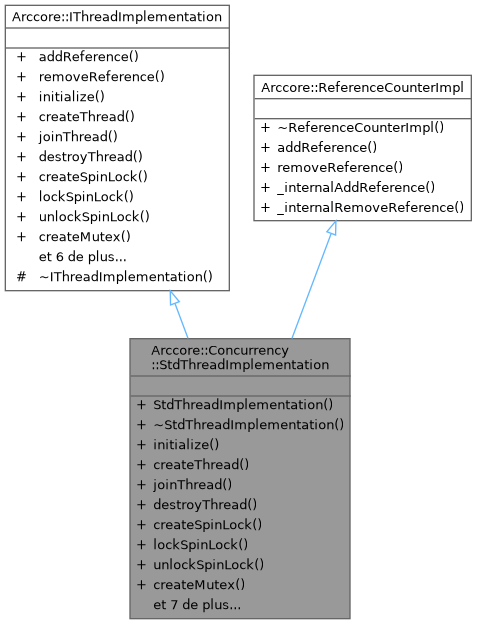 Arccore::IThreadImplementation
+ addReference()
+ removeReference()
+ initialize()
+ createThread()
+ joinThread()
+ destroyThread()
+ createSpinLock()
+ lockSpinLock()
+ unlockSpinLock()
+ createMutex()
et 6 de plus...
# ~IThreadImplementation()
Arccore::ReferenceCounterImpl
+ ~ReferenceCounterImpl()
+ addReference()
+ removeReference()
+ _internalAddReference()
+ _internalRemoveReference()
Arccore::Concurrency
::StdThreadImplementation
+ StdThreadImplementation()
+ ~StdThreadImplementation()
+ initialize()
+ createThread()
+ joinThread()
+ destroyThread()
+ createSpinLock()
+ lockSpinLock()
+ unlockSpinLock()
+ createMutex()
et 7 de plus...